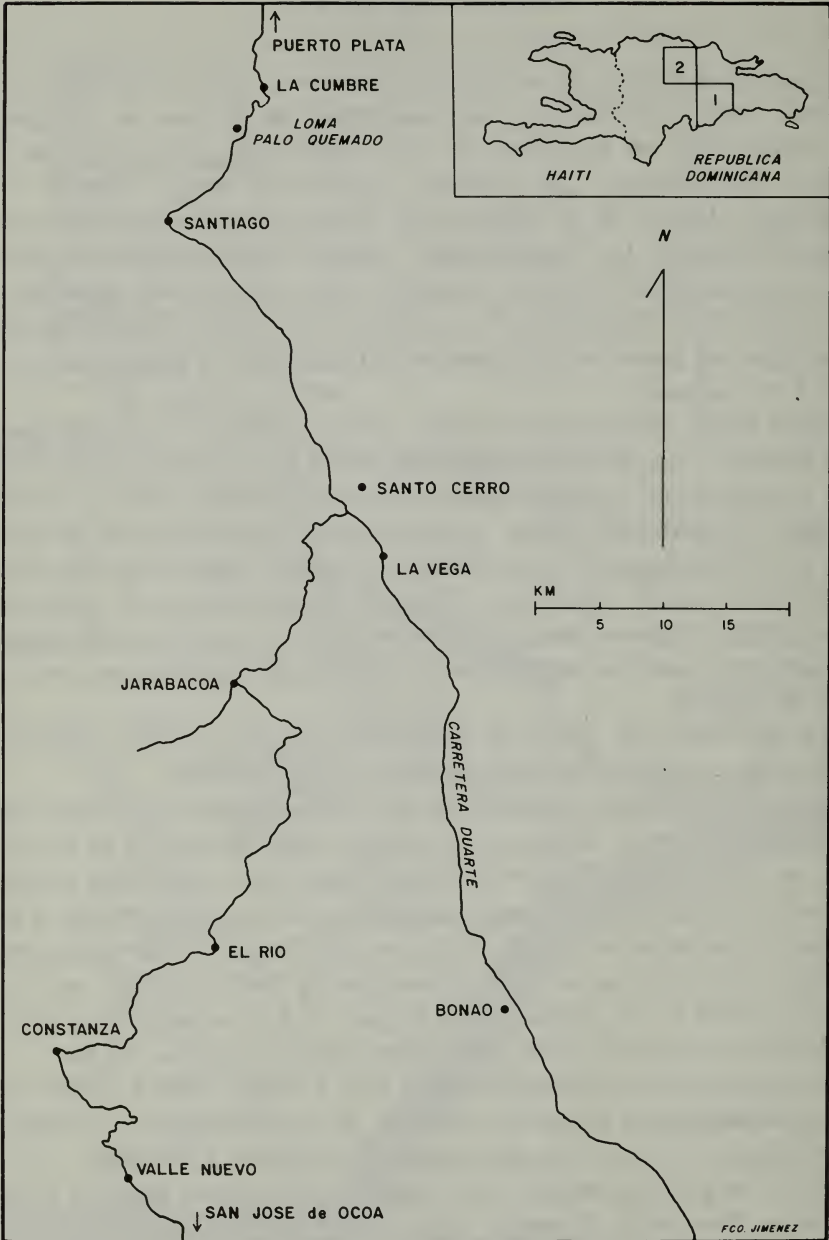 PUERTO PLATA
LA CUMBRE
LOMA
PALO QUEMADO
SANTIAGO
2
1
HAITI
REPUBLICA
DOMINICANA
N
SANTO CERRO
LA VEGA
KM
5 10 15
JARABACOA
CARRETERA DUARTE
EL RIO
BONAO
CONSTANZA
VALLE NUEVO
SAN JOSE de OCOA
FCO. JIMENEZ